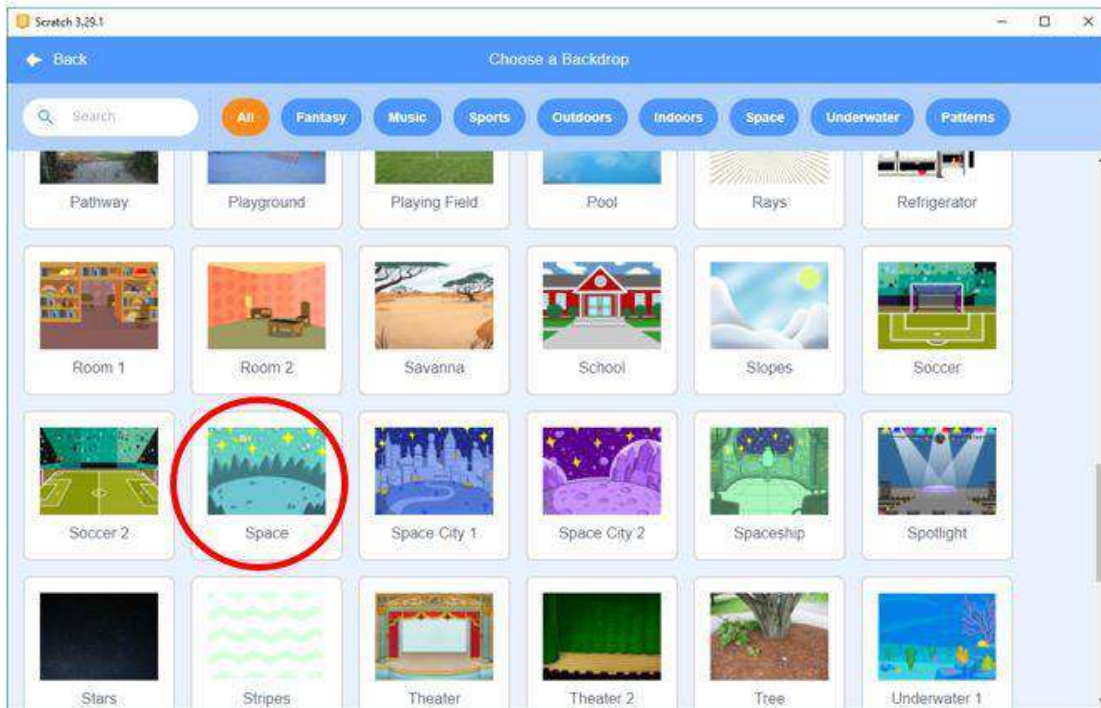 Scratch 3.29.1
Back
Choose a Backdrop
Search
All
Fantasy
Music
Sports
Outdoors
Indoors
Space
Underwater
Patterns
Pathway
Playground
Playing Field
Pool
Rays
Refrigerator
Room 1
Room 2
Savanna
School
Slopes
Soccer
Soccer 2
Space
Space City 1
Space City 2
Spaceship
Spotlight
Stars
Stripes
Theater
Theater 2
Tree
Underwater 1